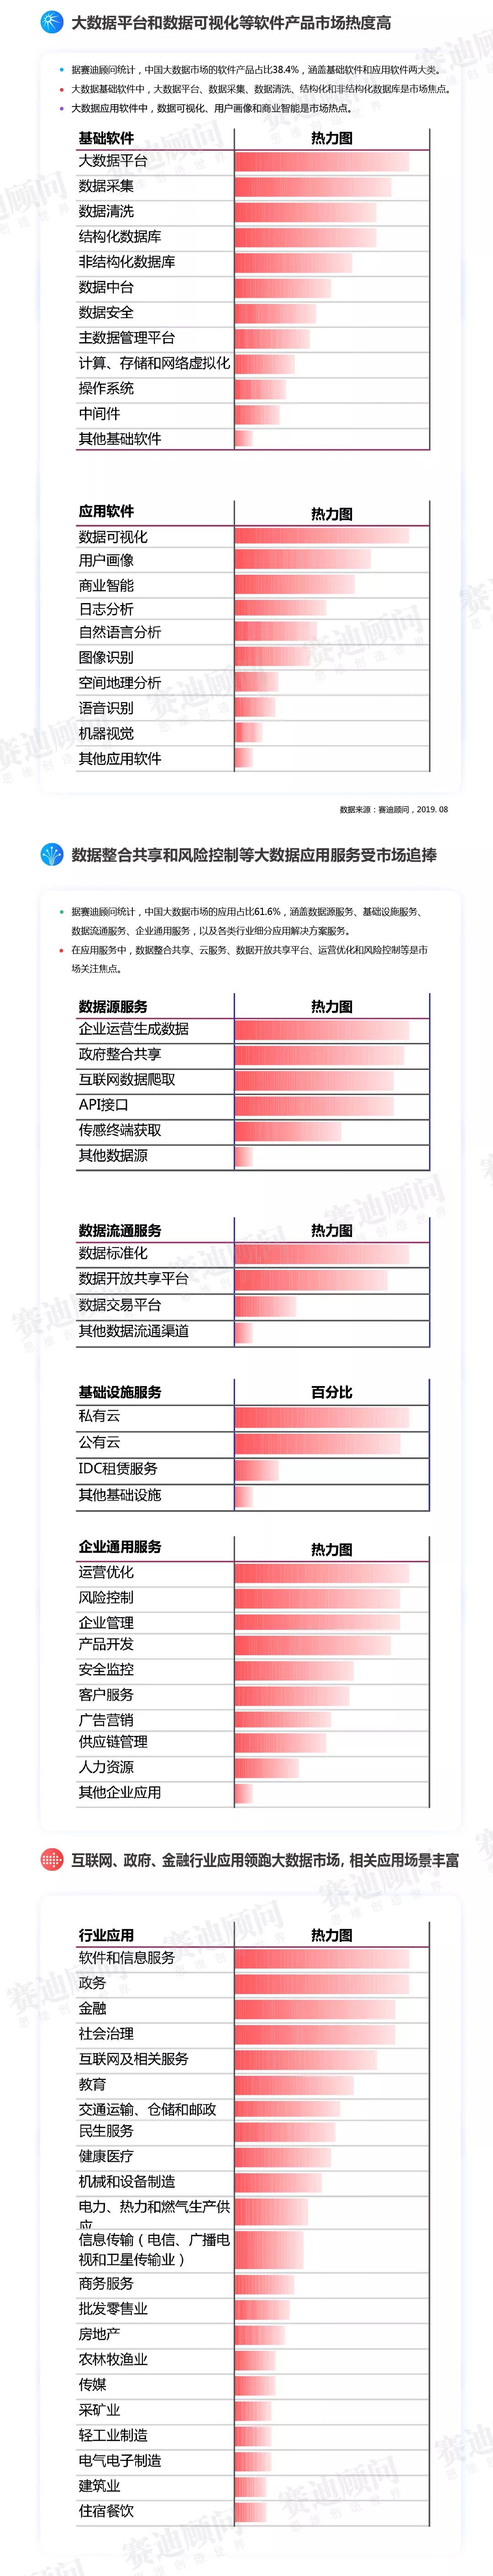 大数据平台和数据可视化等软件产品市场热度高
据赛迪顾问统计，中国大数据市场的软件产品占比38.4%，涵盖基础软件和应用软件两大类。
大数据基础软件中，大数据平台、数据采集、数据清洗、结构化和非结构化数据库是市场焦点。
大数据应用软件中，数据可视化、用户画像和商业智能是市场热点。
基础软件 热力图
大数据平台
数据采集
数据清洗
结构化数据库
非结构化数据库
数据中台
数据安全
主数据管理平台
计算、存储和网络虚拟化
操作系统
中间件
其他基础软件
应用软件 热力图
数据可视化
用户画像
商业智能
日志分析
自然语言分析
图像识别
空间地理分析
语音识别
机器视觉
其他应用软件
数据来源：赛迪顾问，2019. 08
数据整合共享和风险控制等大数据应用服务受市场追捧
据赛迪顾问统计，中国大数据市场的应用占比61.6%，涵盖数据源服务、基础设施服务、
数据流通服务、企业通用服务，以及各类行业细分应用解决方案服务。
在应用服务中，数据整合共享、云服务、数据开放共享平台、运营优化和风险控制等是市
场关注焦点。
数据源服务 热力图
企业运营生成数据
政府整合共享
互联网数据爬取
API接口
传感终端获取
其他数据源
数据流通服务 热力图
数据标准化
数据开放共享平台
数据交易平台
其他数据流通渠道
基础设施服务 百分比
私有云
公有云
IDC租赁服务
其他基础设施
企业通用服务 热力图
运营优化
风险控制
企业管理
产品开发
安全监控
客户服务
广告营销
供应链管理
人力资源
其他企业应用
互联网、政府、金融行业应用领跑大数据市场，相关应用场景丰富
行业应用 热力图
软件和信息服务
政务
金融
社会治理
互联网及相关服务
教育
交通运输、仓储和邮政
民生服务
健康医疗
机械和设备制造
电力、热力和燃气生产供
应
信息传输（电信、广播电
视和卫星传输业）
商务服务
批发零售业
房地产
农林牧渔业
传媒
采矿业
轻工业制造
电气电子制造
建筑业
住宿餐饮
赛迪顾问
思维创造世界